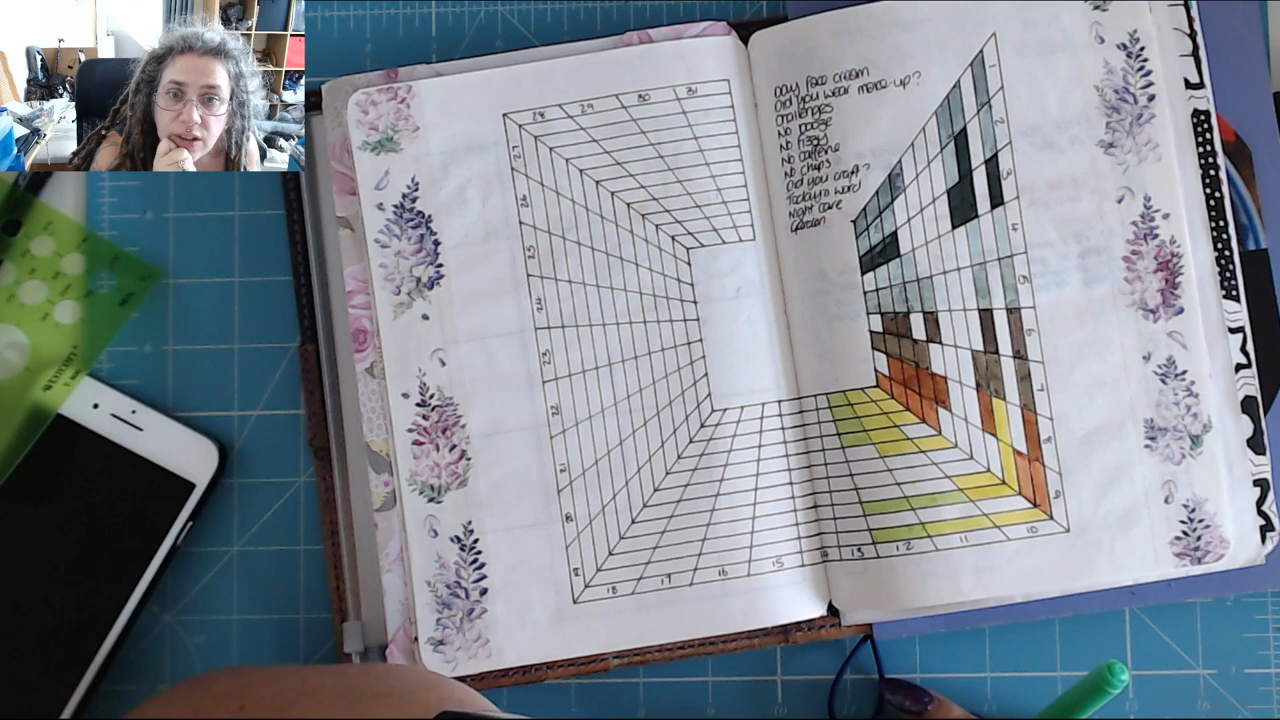 28 29 30 31
27
26
25
24
23
22
21
20
19
18 17 16 15 14 13 12 11 10
Day face cream
Did you wear make-up?
challenges
No
No fizzy
No caffeine
No chips
Did you craft?
Today's word
Night care
Garden
1
2
3
4
5
6
7
8
9